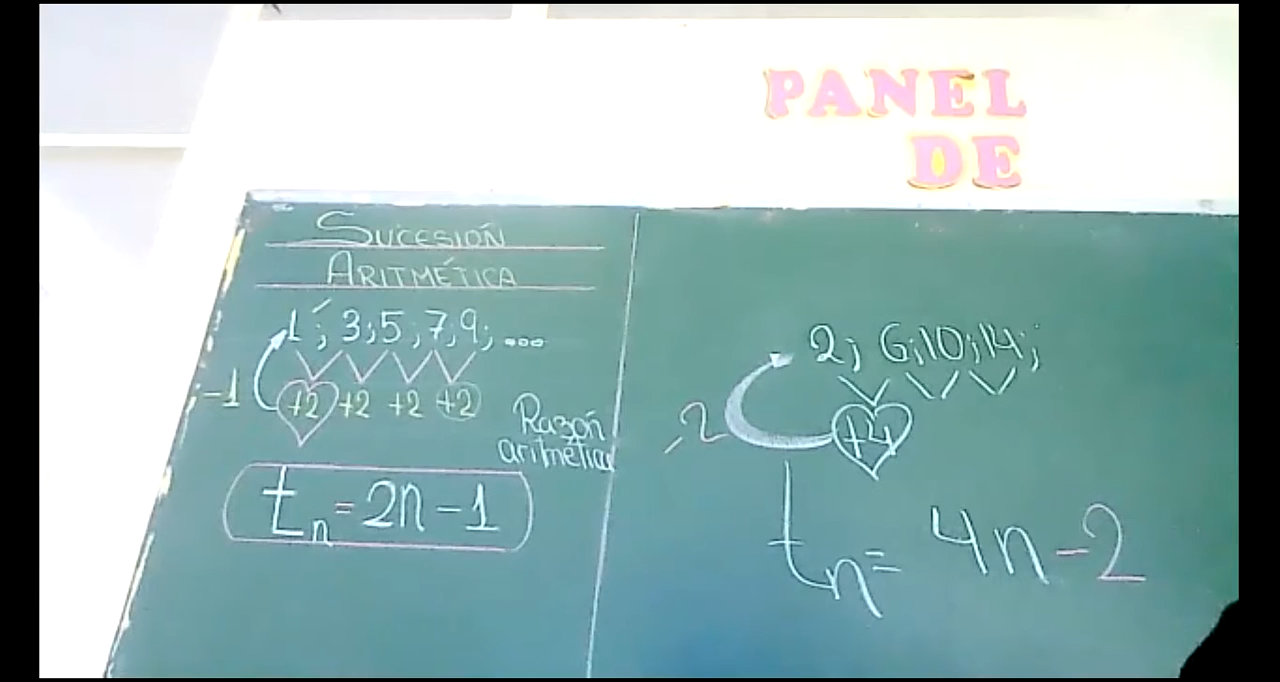 PANEL
DE
SUCESIÓN
ARITMÉTICA
1; 3; 5; 7; 9; ....
-1 +2 +2 +2 +2
Razón
aritmética
tn = 2n - 1
2; 6; 10; 14;
-2 +4
tn = 4n - 2